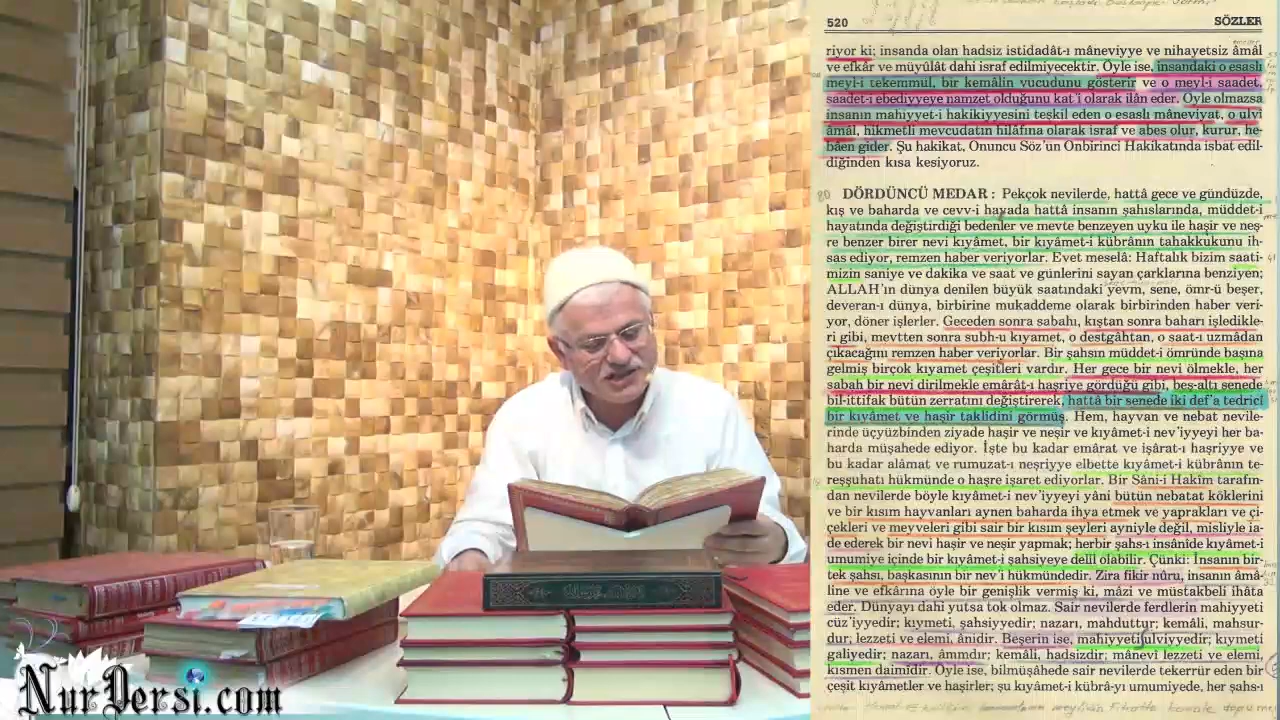 520 SÖZLER
riyor ki; insanda olan hadsiz istidadât-ı mâneviyye ve nihayetsiz âmâl
ve efkâr ve müyûlât dahi israf edilmiyecektir. Öyle ise, insandaki o esaslı
meyl-i tekemmül, bir kemâlin vücudunu gösterir ve o meyl-i saadet,
saadet-i ebediyyeye namzet olduğunu kat'i olarak ilân eder. Öyle olmazsa
insanın mahiyyet-i hakikiyyesini teşkil eden o esaslı mâneviyat, o ulvî
âmâl, hikmetli mevcudatın hilâfına olarak israf ve abes olur, kurur, he-
bâen gider. Şu hakikat, Onuncu Söz'ün Onbirinci Hakikatında isbat edil-
diğinden kısa kesiyoruz.
DÖRDÜNCÜ MEDAR : Pekçok nevilerde, hattâ gece ve gündüzde,
kış ve baharda ve cevv-i havada hattâ insanın şahıslarında, müddet-i
hayatında değiştirdiği bedenler ve mevte benzeyen uyku ile haşir ve neş-
re benzer birer nevi kıyâmet, bir kıyâmet-i kübrânın tahakkukunu ih-
sas ediyor, remzen haber veriyorlar. Evet meselâ: Haftalık bizim saati-
mizin saniye ve dakika ve saat ve günlerini sayan çarklarına benziyen;
ALLAH'ın dünya denilen büyük saatındaki yevm, sene, ömr-ü beşer,
deveran-ı dünya, birbirine mukaddeme olarak birbirinden haber veri-
yor, döner işlerler. Geceden sonra sabahı, kıştan sonra baharı işledikle-
ri gibi, mevtten sonra subh-u kıyamet, o destgâhtan, o saat-ı uzmâdan
çıkacağını remzen haber veriyorlar. Bir şahsın müddet-i ömründe başına
gelmiş birçok kıyamet çeşitleri vardır. Her gece bir nevi ölmekle, her
sabah bir nevi dirilmekle emârât-ı haşriye gördüğü gibi, beş-altı senede
bil-ittifak bütün zerratını değiştirerek, hattâ bir senede iki def'a tedricî
bir kıyâmet ve haşir taklidini görmüş. Hem, hayvan ve nebat nevile-
rinde üçyüzbinden ziyade haşir ve neşir ve kıyâmet-i nev'iyyeyi her ba-
harda müşahede ediyor. İşte bu kadar emârat ve işârat-ı haşriyye ve
bu kadar alâmat ve rumuzat-ı neşriyye elbette kıyâmet-i kübrânın te-
reşşuhatı hükmünde o haşre işaret ediyorlar. Bir Sâni-i Hakîm tarafın-
dan nevilerde böyle kıyâmet-i nev'iyyeyi yâni bütün nebatat köklerini
ve bir kısım hayvanları aynen baharda ihya etmek ve yaprakları ve çi-
çekleri ve meyveleri gibi sair bir kısım şeyleri ayniyle değil, misliyle ia-
de ederek bir nevi haşir ve neşir yapmak; herbir şahs-ı insânîde kıyâmet-i
umumiye içinde bir kıyâmet-i şahsiyeye delil olabilir. Çünki: İnsanın bir-
tek şahsı, başkasının bir nev'i hükmündedir. Zira fikir nûru, insanın âmâ-
line ve efkârına öyle bir genişlik vermiş ki, mâzi ve müstakbeli ihâta
eder. Dünyayı dahi yutsa tok olmaz. Sair nevilerde ferdlerin mahiyyeti
cüz'iyyedir; kıymeti, şahsiyyedir; nazarı, mahduttur; kemâli, mahsur-
dur; lezzeti ve elemi, ânidir. Beşerin ise, mahiyyeti ulviyyedir; kıymeti
galiyedir; nazarı, âmmdır; kemâli, hadsizdir; mânevî lezzeti ve elemi,
kısmen daimîdir. Öyle ise, bilmüşâhede sair nevilerde tekerrür eden bir
çeşit kıyâmetler ve haşirler; şu kıyamet-i kübrâ-yı umumiyede, her şahs-ı
NurDersi.com